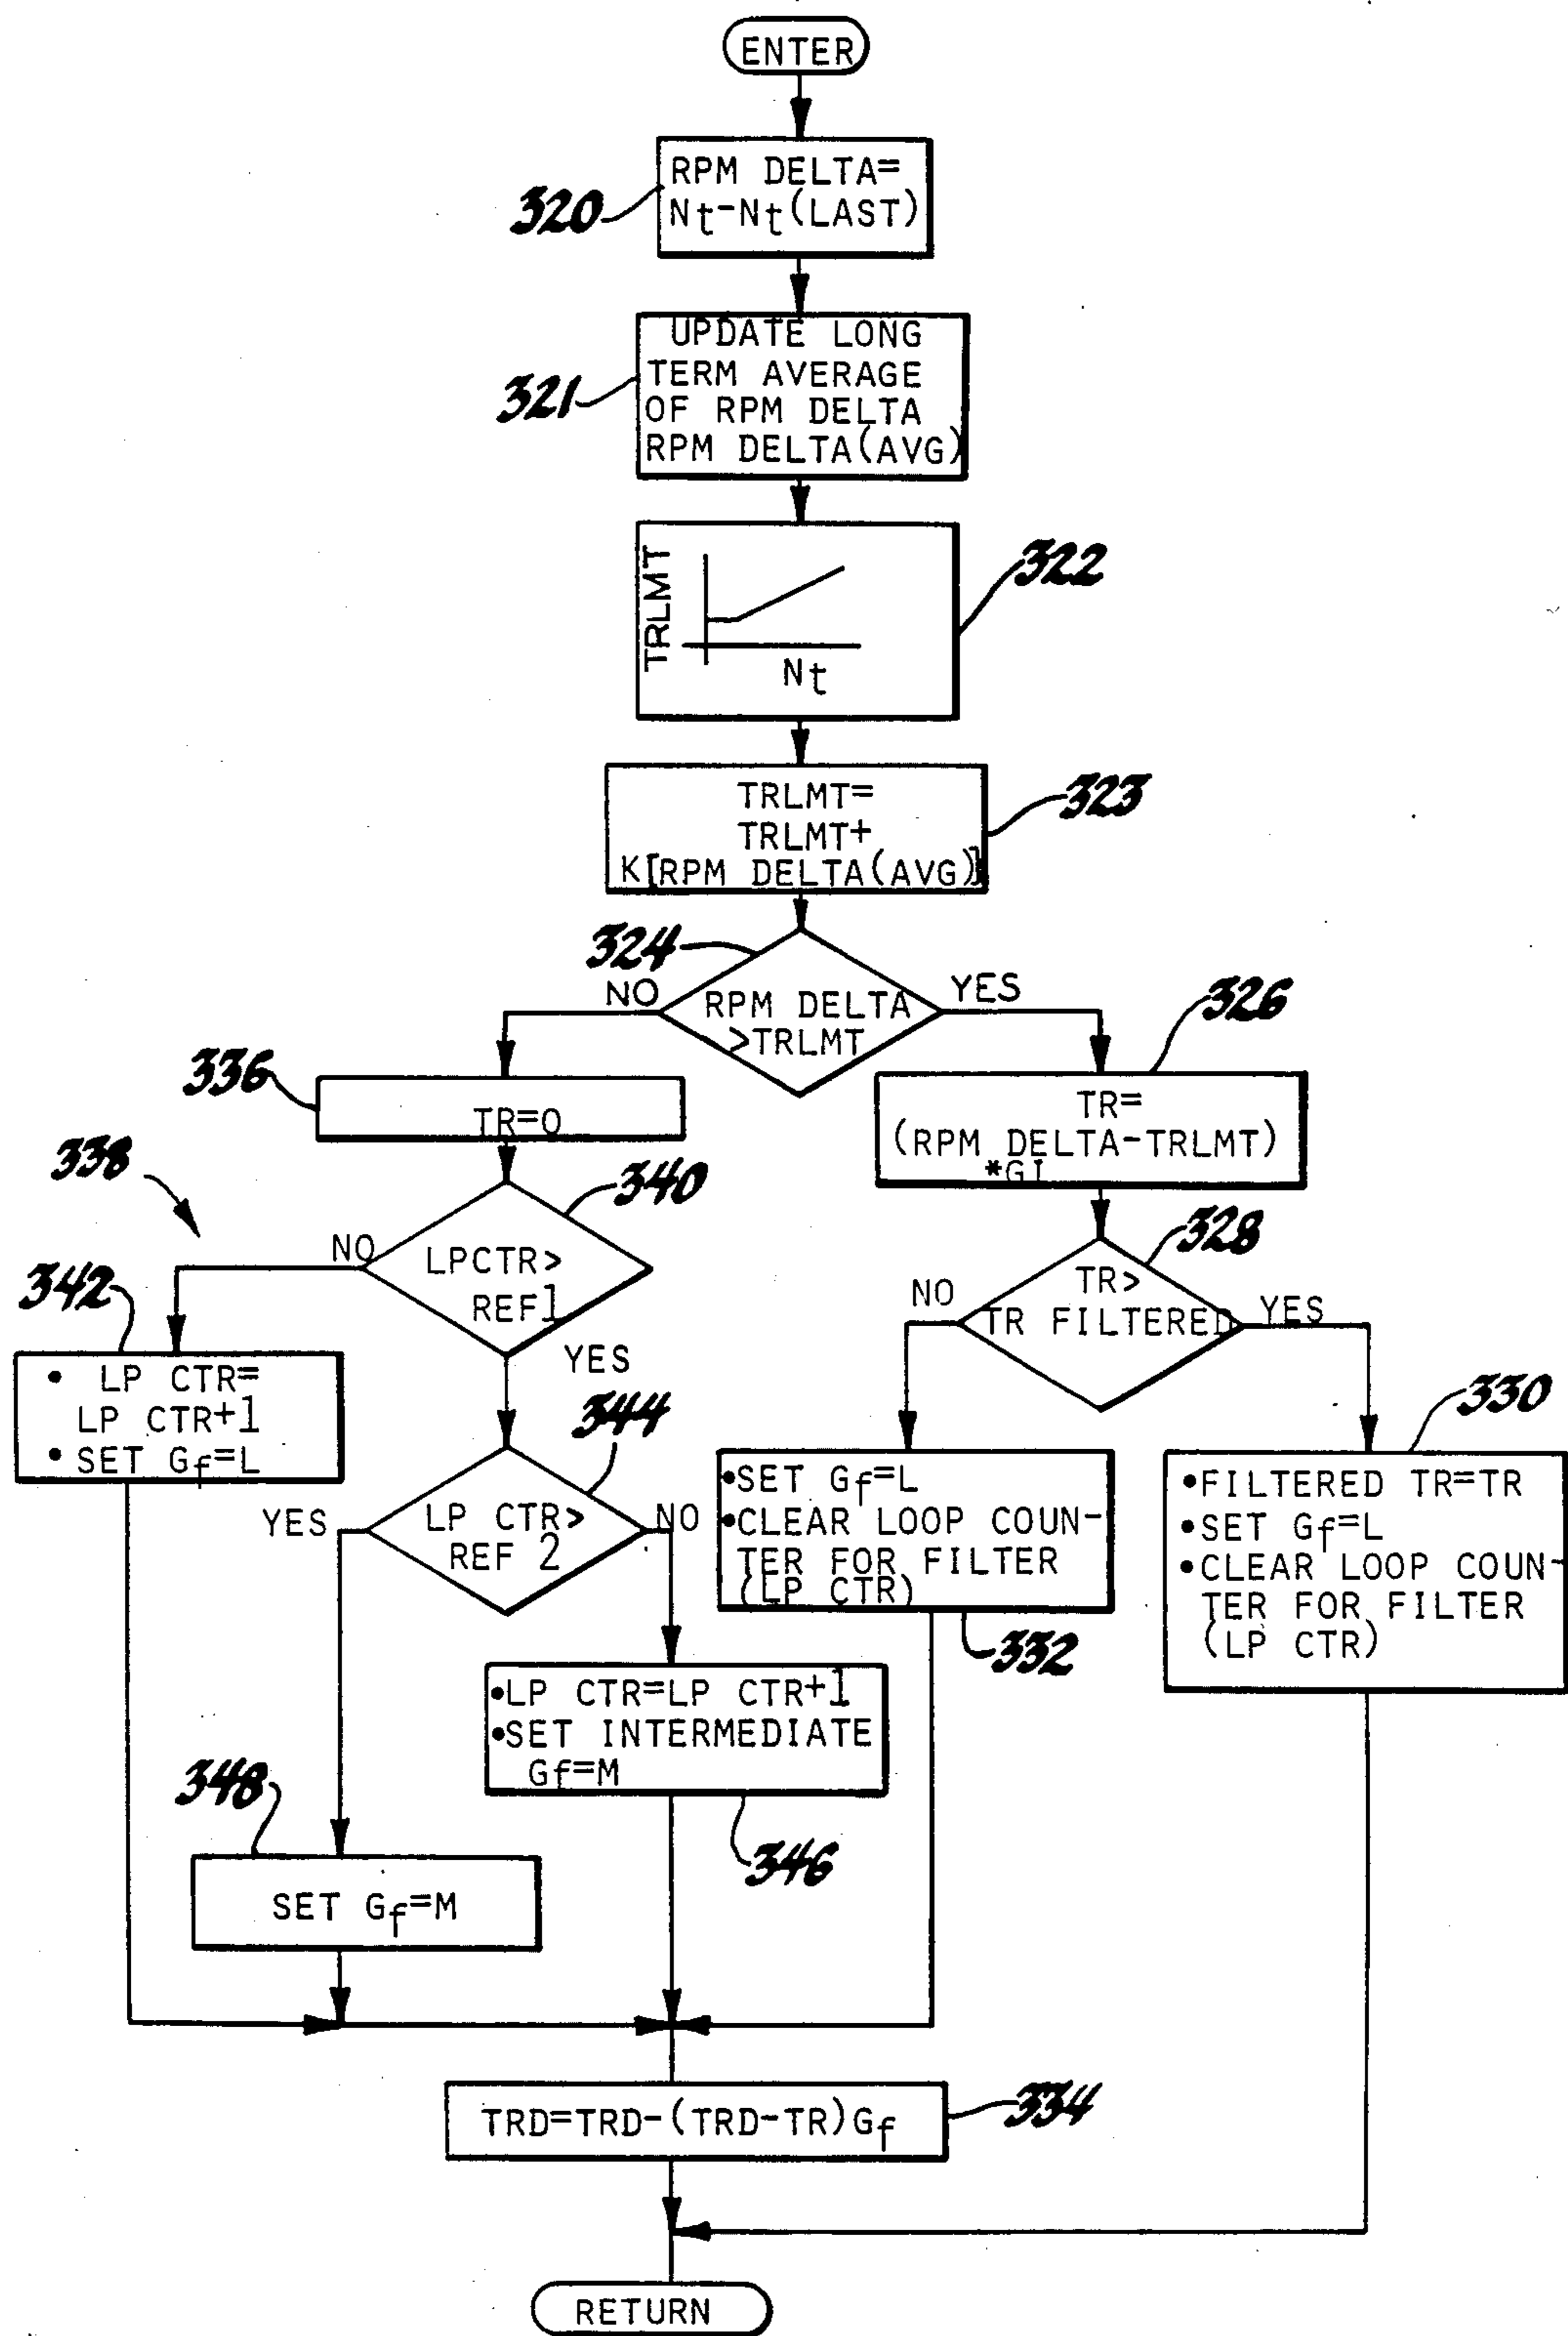 ENTER
RPM DELTA=
Nt-Nt(LAST)
320
UPDATE LONG
TERM AVERAGE
OF RPM DELTA
RPM DELTA(AVG)
321
TRLMT
Nt
322
TRLMT=
TRLMT+
K[RPM DELTA(AVG)]
323
324
NO
RPM DELTA
>TRLMT
YES
326
336
TR=0
TR=
(RPM DELTA-TRLMT)
*GI
338
340
328
NO
LPCTR>
REF1
YES
NO
TR>
TR FILTERED
YES
342
• LP CTR=
LP CTR+1
• SET Gf=L
344
YES
LP CTR>
REF 2
NO
•SET Gf=L
•CLEAR LOOP COUN-
TER FOR FILTER
(LP CTR)
332
330
•FILTERED TR=TR
•SET Gf=L
•CLEAR LOOP COUN-
TER FOR FILTER
(LP CTR)
•LP CTR=LP CTR+1
•SET INTERMEDIATE
Gf=M
346
348
SET Gf=M
TRD=TRD-(TRD-TR)Gf
334
RETURN